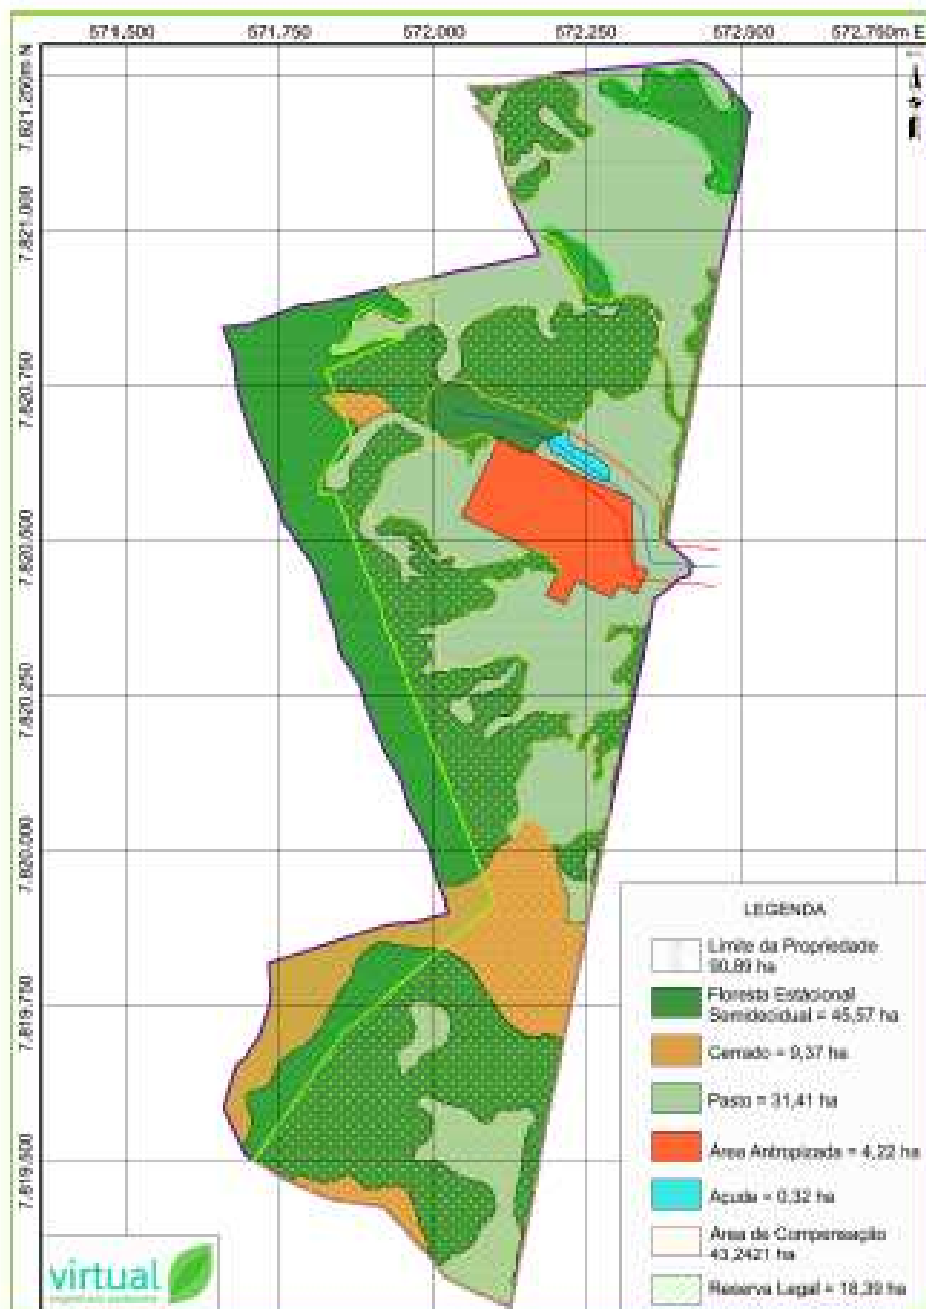 571.500 571.750 572.000 572.250 572.500 572.750m E
7.821.250m N
7.821.000
7.820.750
7.820.500
7.820.250
7.820.000
7.819.750
7.819.500
LEGENDA
Limite da Propriedade
90,89 ha
Floresta Estacional
Semidecidual = 45,57 ha
Cerrado = 9,37 ha
Pasto = 31,41 ha
Área Antropizada = 4,22 ha
Açude = 0,32 ha
Área de Compensação
43,2421 ha
Reserva Legal = 18,39 ha
virtual